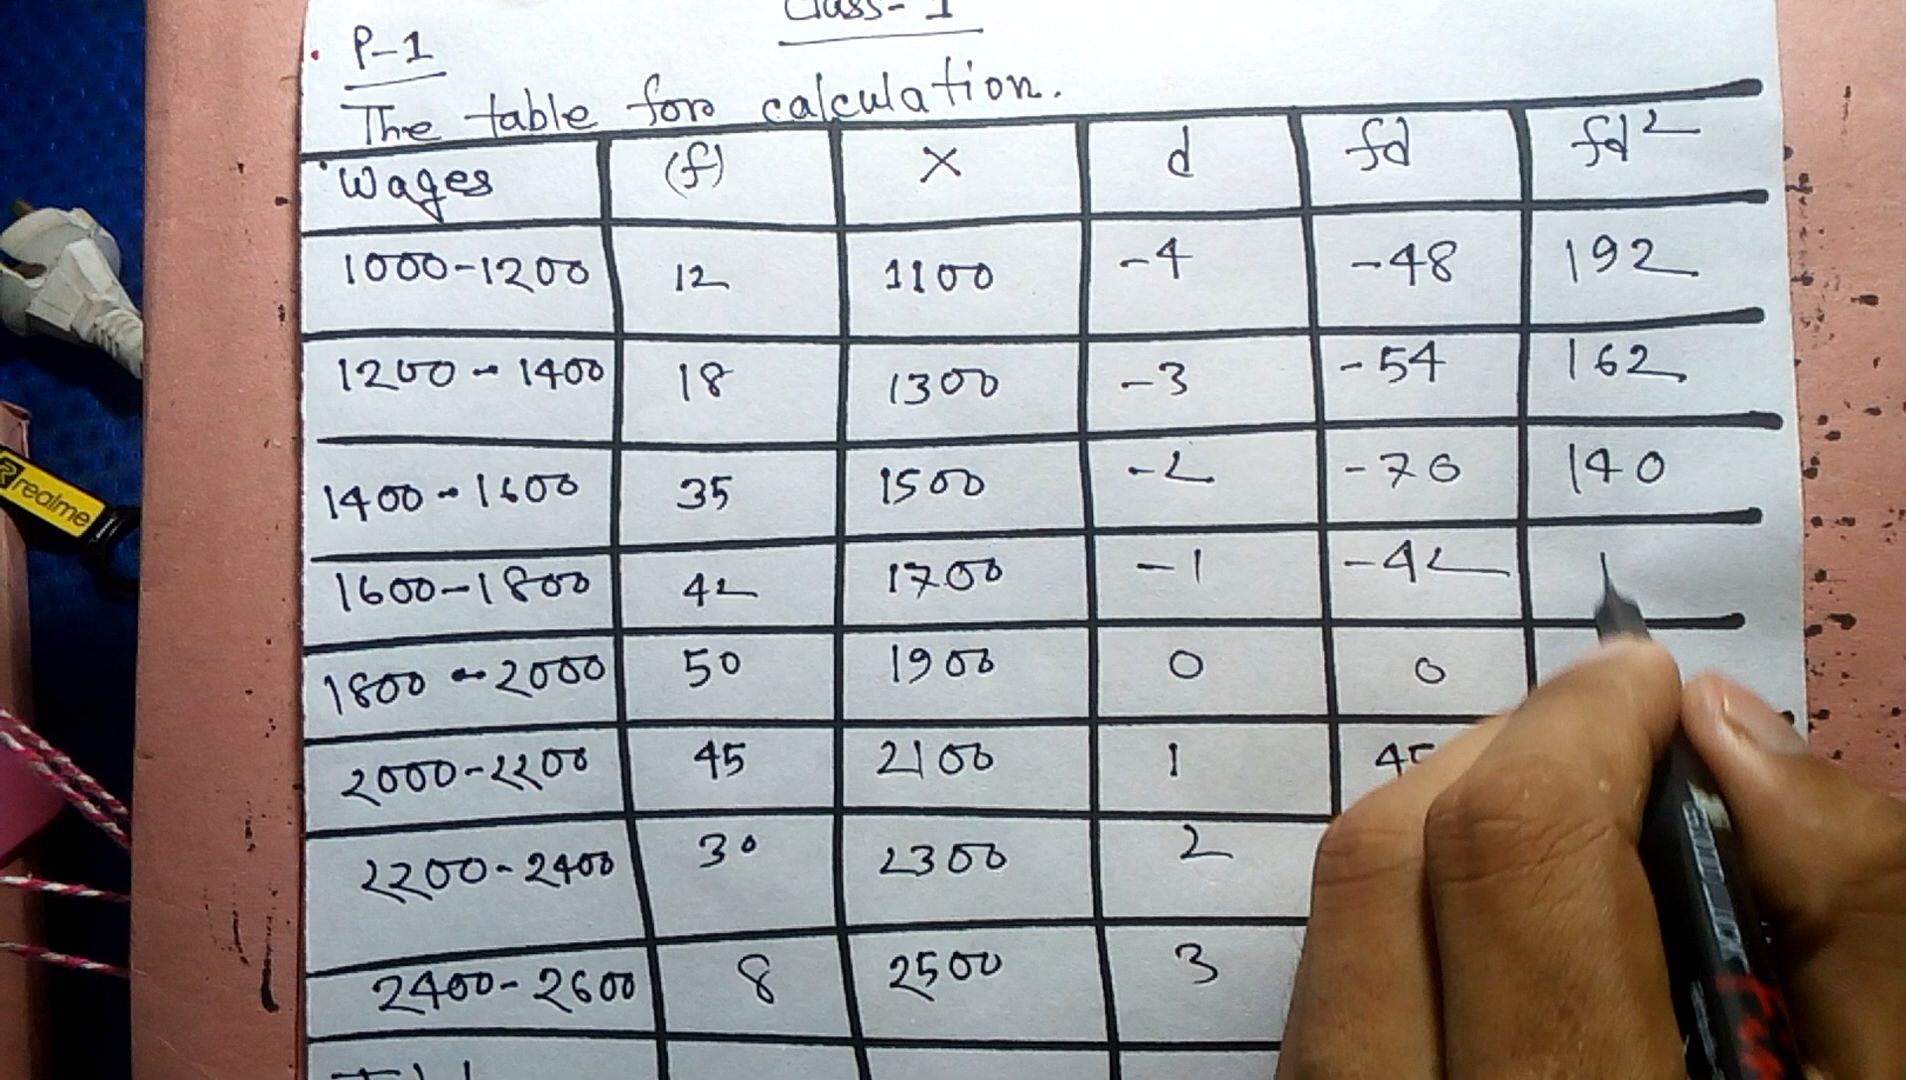 Class-1
P-1
The table for calculation.
Wages (f) X d fd fd²
1000-1200 12 1100 -4 -48 192
1200-1400 18 1300 -3 -54 162
1400-1600 35 1500 -2 -70 140
1600-1800 42 1700 -1 -42
1800-2000 50 1900 0 0
2000-2200 45 2100 1 45
2200-2400 30 2300 2
2400-2600 8 2500 3
realme